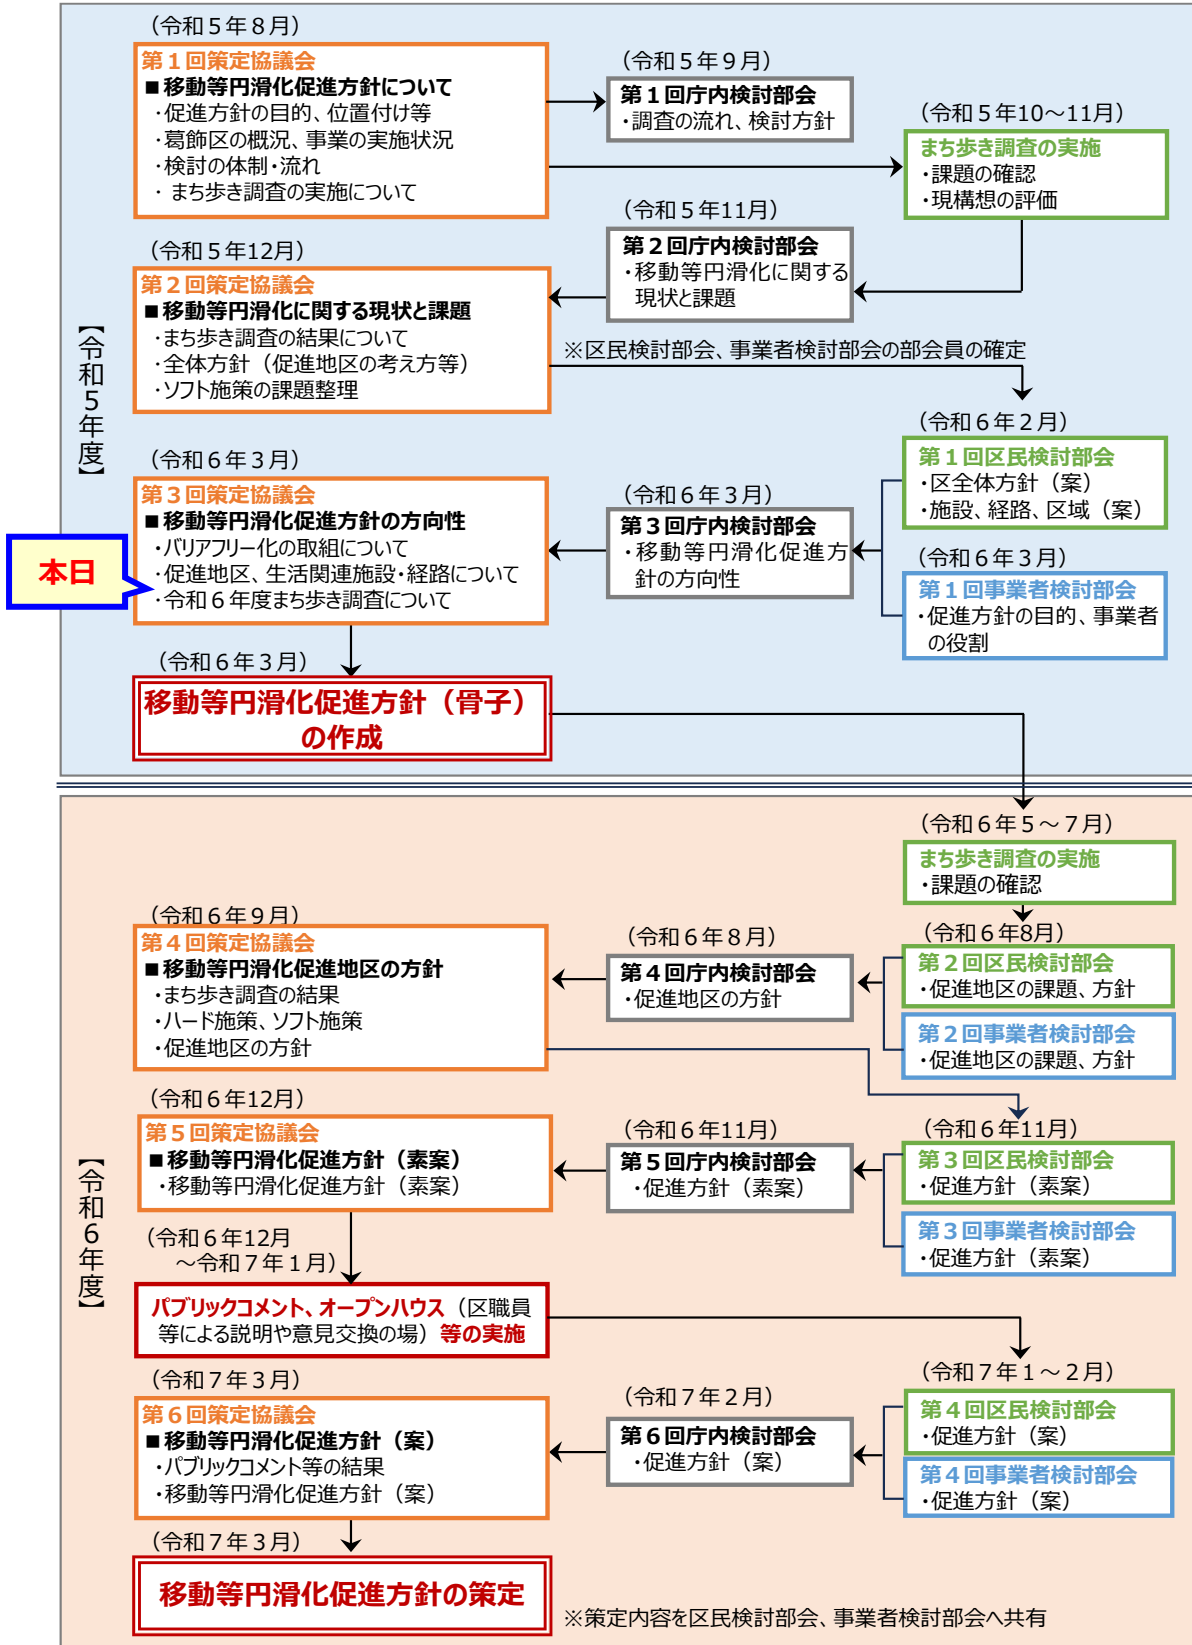 【令和５年度】
（令和５年８月）
第１回策定協議会
■移動等円滑化促進方針について
・促進方針の目的、位置付け等
・葛飾区の概況、事業の実施状況
・検討の体制・流れ
・まち歩き調査の実施について
（令和５年９月）
第１回庁内検討部会
・調査の流れ、検討方針
（令和５年10～11月）
まち歩き調査の実施
・課題の確認
・現構想の評価
（令和５年11月）
第２回庁内検討部会
・移動等円滑化に関する
現状と課題
（令和５年12月）
第２回策定協議会
■移動等円滑化に関する現状と課題
・まち歩き調査の結果について
・全体方針（促進地区の考え方等）
・ソフト施策の課題整理
※区民検討部会、事業者検討部会の部会員の確定
（令和６年２月）
第１回区民検討部会
・区全体方針（案）
・施設、経路、区域（案）
（令和６年３月）
第１回事業者検討部会
・促進方針の目的、事業者
の役割
（令和６年３月）
第３回庁内検討部会
・移動等円滑化促進方
針の方向性
（令和６年３月）
第３回策定協議会
■移動等円滑化促進方針の方向性
・バリアフリー化の取組について
・促進地区、生活関連施設・経路について
・令和６年度まち歩き調査について
本日
（令和６年３月）
移動等円滑化促進方針（骨子）
の作成
【令和６年度】
（令和６年５～７月）
まち歩き調査の実施
・課題の確認
（令和６年8月）
第２回区民検討部会
・促進地区の課題、方針
第２回事業者検討部会
・促進地区の課題、方針
（令和６年８月）
第４回庁内検討部会
・促進地区の方針
（令和６年９月）
第４回策定協議会
■移動等円滑化促進地区の方針
・まち歩き調査の結果
・ハード施策、ソフト施策
・促進地区の方針
（令和６年11月）
第３回区民検討部会
・促進方針（素案）
第３回事業者検討部会
・促進方針（素案）
（令和６年11月）
第５回庁内検討部会
・促進方針（素案）
（令和６年12月）
第５回策定協議会
■移動等円滑化促進方針（素案）
・移動等円滑化促進方針（素案）
（令和６年12月
～令和７年１月）
パブリックコメント、オープンハウス（区職員
等による説明や意見交換の場）等の実施
（令和７年１～２月）
第４回区民検討部会
・促進方針（案）
第４回事業者検討部会
・促進方針（案）
（令和７年２月）
第６回庁内検討部会
・促進方針（案）
（令和７年３月）
第６回策定協議会
■移動等円滑化促進方針（案）
・パブリックコメント等の結果
・移動等円滑化促進方針（案）
（令和７年３月）
移動等円滑化促進方針の策定
※策定内容を区民検討部会、事業者検討部会へ共有